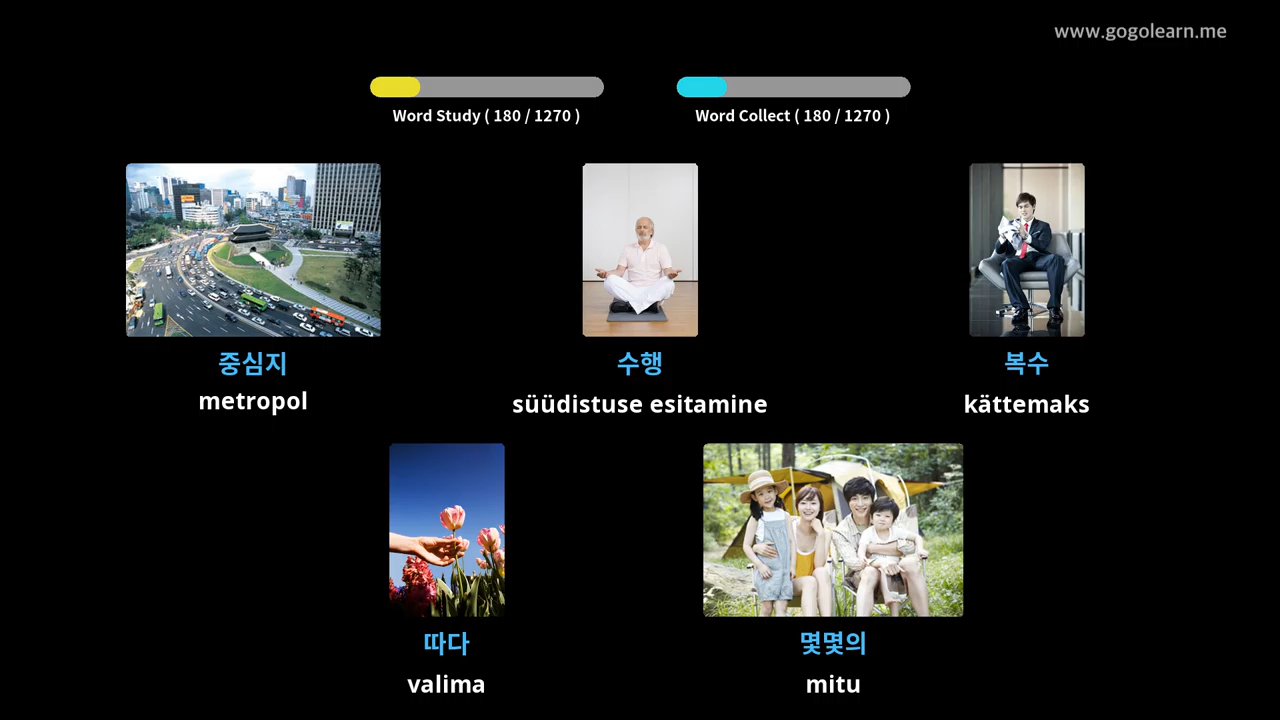 www.gogolearn.me
Word Study ( 180 / 1270 )
Word Collect ( 180 / 1270 )
중심지
metropol
수행
süüdistuse esitamine
복수
kättemaks
따다
valima
몇몇의
mitu